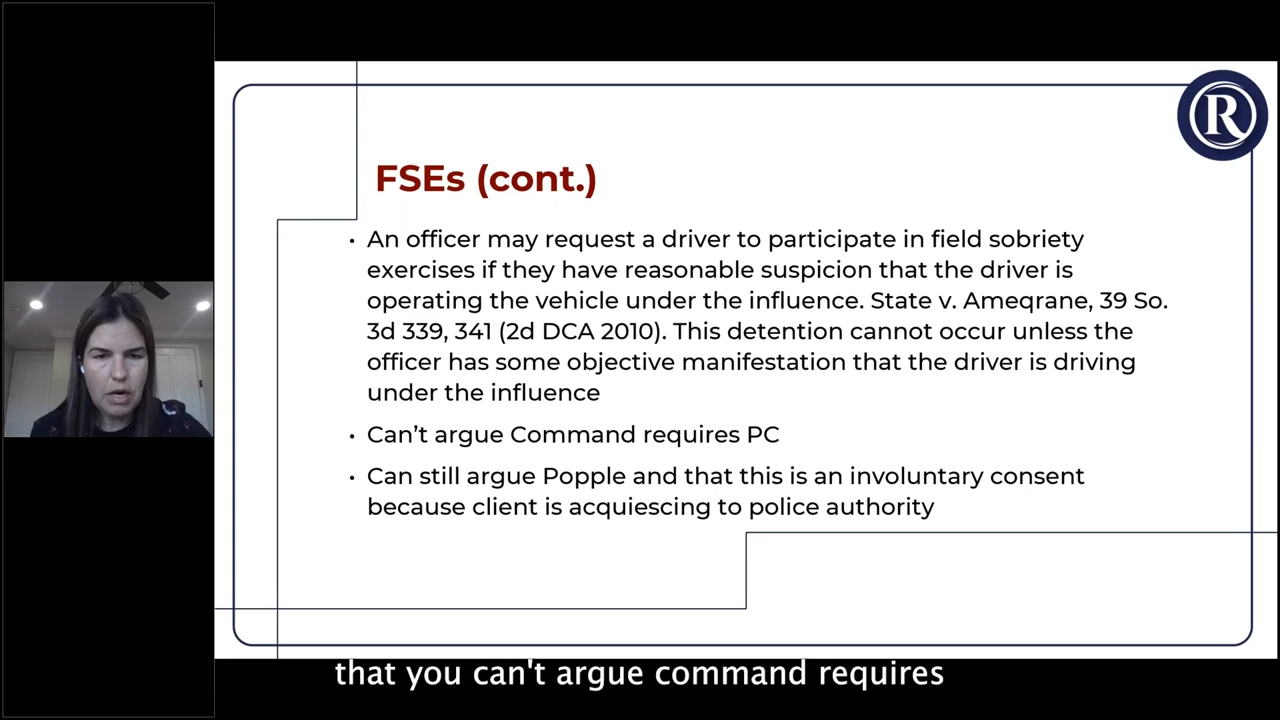 R
FSEs (cont.)
• An officer may request a driver to participate in field sobriety
exercises if they have reasonable suspicion that the driver is
operating the vehicle under the influence. State v. Ameqrane, 39 So.
3d 339, 341 (2d DCA 2010). This detention cannot occur unless the
officer has some objective manifestation that the driver is driving
under the influence
• Can’t argue Command requires PC
• Can still argue Popple and that this is an involuntary consent
because client is acquiescing to police authority
that you can't argue command requires